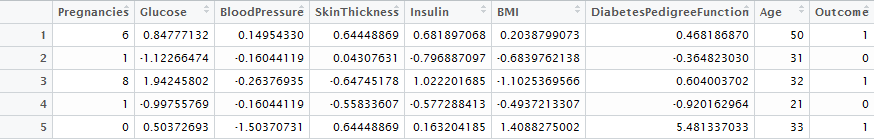 Pregnancies Glucose BloodPressure SkinThickness Insulin BMI DiabetesPedigreeFunction Age Outcome
1 6 0.84777132 0.14954330 0.64448869 0.681897068 0.2038799073 0.468186870 50 1
2 1 -1.12266474 -0.16044119 0.04307631 -0.796887097 -0.6839762138 -0.364823030 31 0
3 8 1.94245802 -0.26376935 -0.64745178 1.022201685 -1.1025369566 0.604003702 32 1
4 1 -0.99755769 -0.16044119 -0.55833607 -0.577288413 -0.4937213307 -0.920162964 21 0
5 0 0.50372693 -1.50370731 0.64448869 0.163204185 1.4088275002 5.481337033 33 1